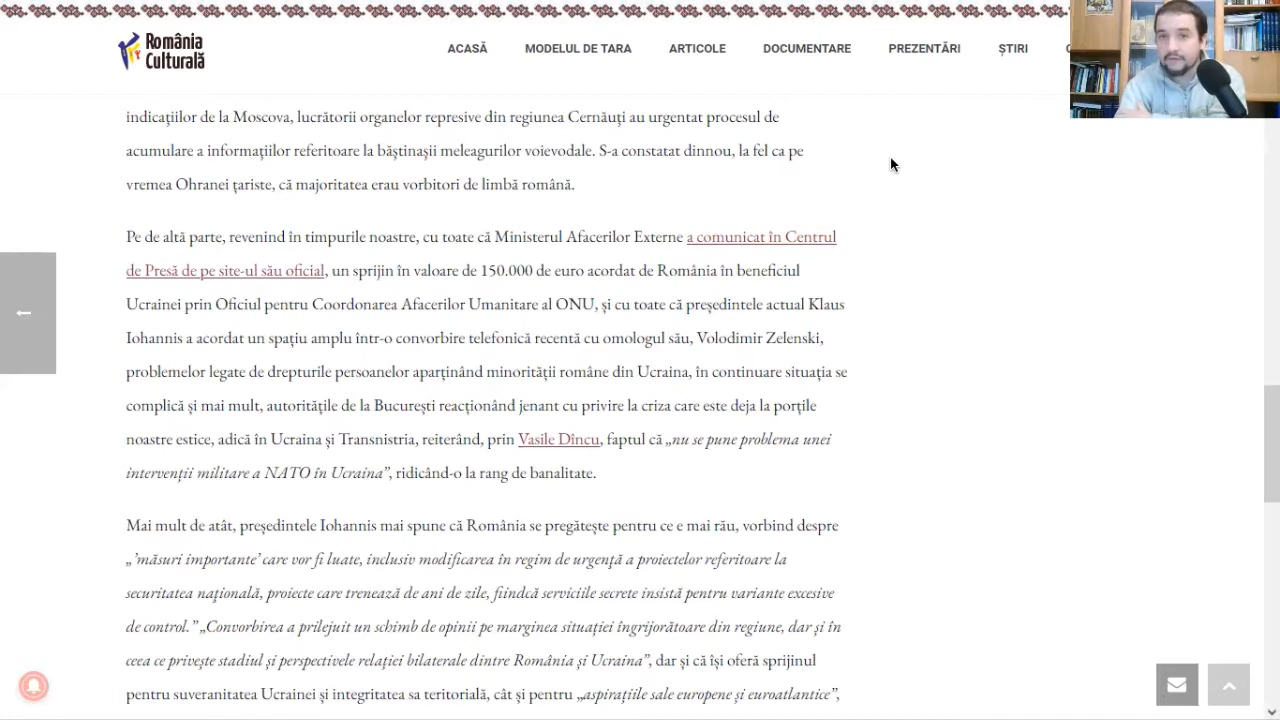 România
Culturală
ACASĂ MODELUL DE TARA ARTICOLE DOCUMENTARE PREZENTĂRI ȘTIRI
indicațiilor de la Moscova, lucrătorii organelor represive din regiunea Cernăuți au urgentat procesul de
acumulare a informațiilor referitoare la băștinașii meleagurilor voievodale. S-a constatat dinnou, la fel ca pe
vremea Ohranei țariste, că majoritatea erau vorbitori de limbă română.
Pe de altă parte, revenind în timpurile noastre, cu toate că Ministerul Afacerilor Externe a comunicat în Centrul
de Presă de pe site-ul său oficial, un sprijin în valoare de 150.000 de euro acordat de România în beneficiul
Ucrainei prin Oficiul pentru Coordonarea Afacerilor Umanitare al ONU, și cu toate că președintele actual Klaus
Iohannis a acordat un spațiu amplu într-o convorbire telefonică recentă cu omologul său, Volodimir Zelenski,
problemelor legate de drepturile persoanelor aparținând minorității române din Ucraina, în continuare situația se
complică și mai mult, autoritățile de la București reacționând jenant cu privire la criza care este deja la porțile
noastre estice, adică în Ucraina și Transnistria, reiterând, prin Vasile Dîncu, faptul că „nu se pune problema unei
intervenții militare a NATO în Ucraina”, ridicând-o la rang de banalitate.
Mai mult de atât, președintele Iohannis mai spune că România se pregătește pentru ce e mai rău, vorbind despre
„’măsuri importante’ care vor fi luate, inclusiv modificarea în regim de urgență a proiectelor referitoare la
securitatea națională, proiecte care trenează de ani de zile, fiindcă serviciile secrete insistă pentru variante excesive
de control.” „Convorbirea a prilejuit un schimb de opinii pe marginea situației îngrijorătoare din regiune, dar și în
ceea ce privește stadiul și perspectivele relației bilaterale dintre România și Ucraina”, dar și că își oferă sprijinul
pentru suveranitatea Ucrainei și integritatea sa teritorială, cât și pentru „aspirațiile sale europene și euroatlantice”,